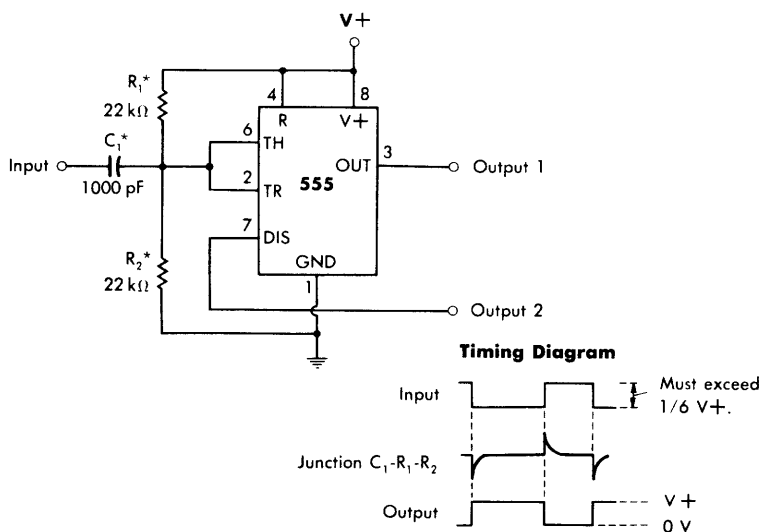 V+
R₁*
22 kΩ
C₁*
Input
1000 pF
R₂*
22 kΩ
4
8
R
V+
6
TH
3
OUT
Output 1
2
TR
555
7
DIS
GND
1
Output 2
Timing Diagram
Input
Must exceed
1/6 V+.
Junction C₁-R₁-R₂
Output
V+
0 V